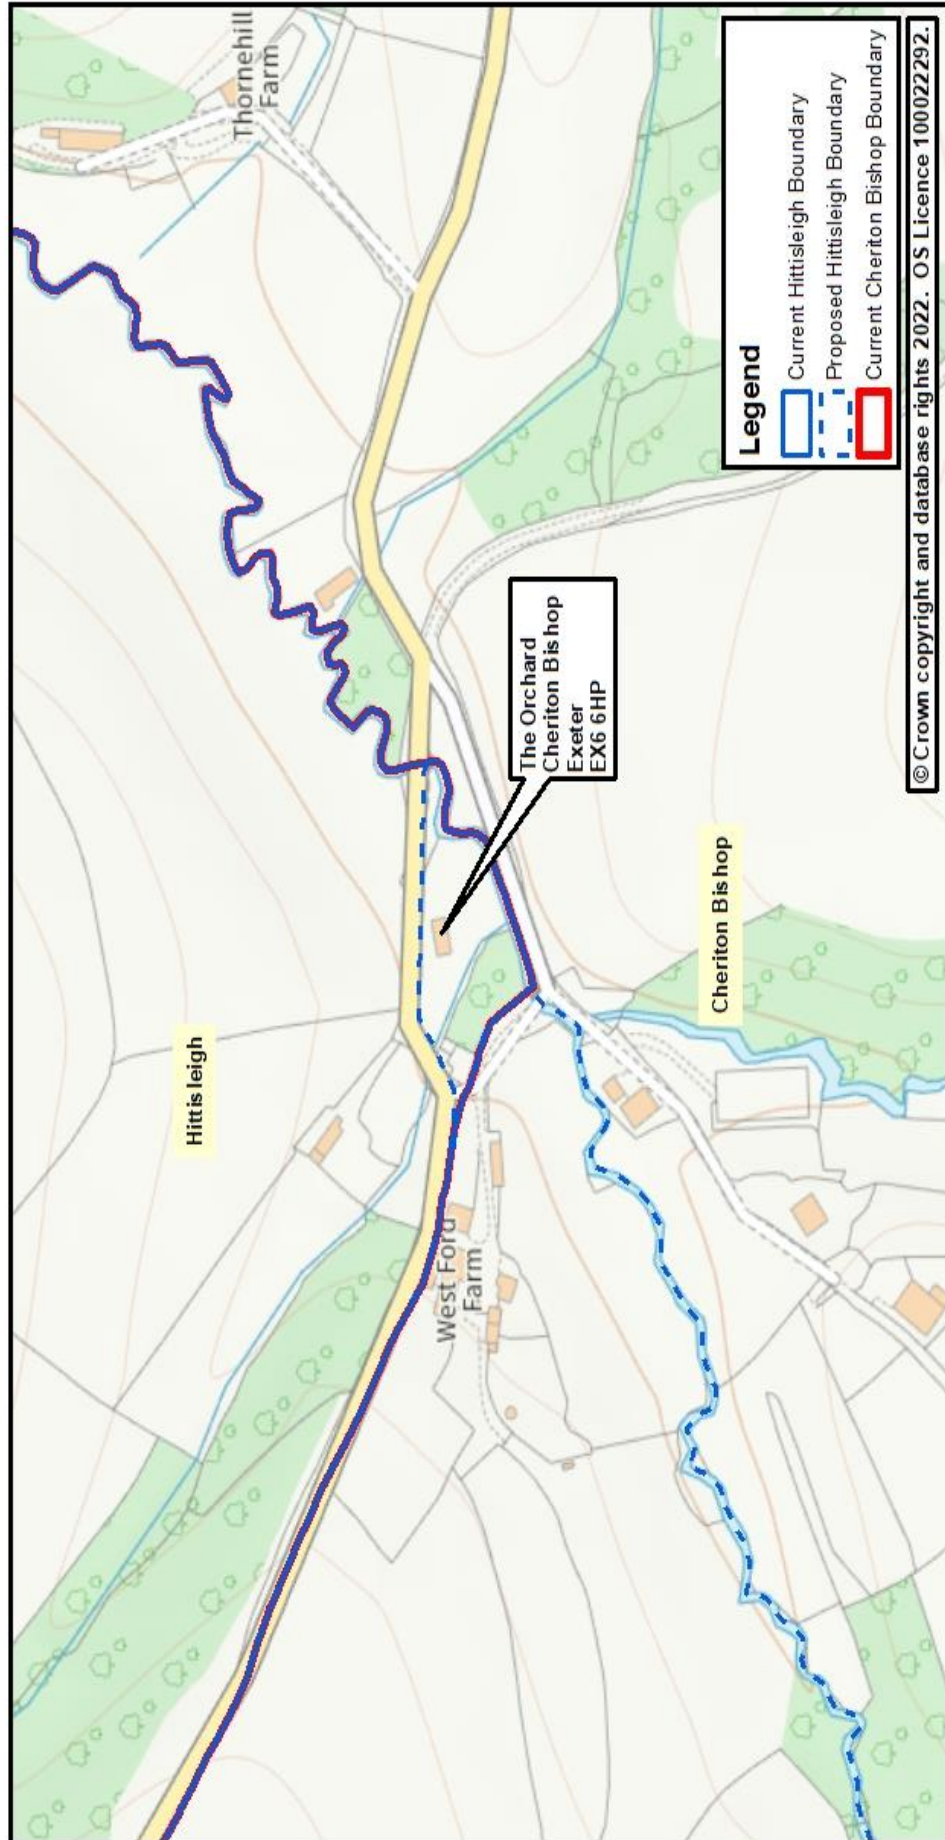 Thornehill
Farm
Hittisleigh
West Ford
Farm
The Orchard
Cheriton Bishop
Exeter
EX6 6HP
Cheriton Bishop
Legend
Current Hittisleigh Boundary
Proposed Hittisleigh Boundary
Current Cheriton Bishop Boundary
© Crown copyright and database rights 2022. OS Licence 100022292.